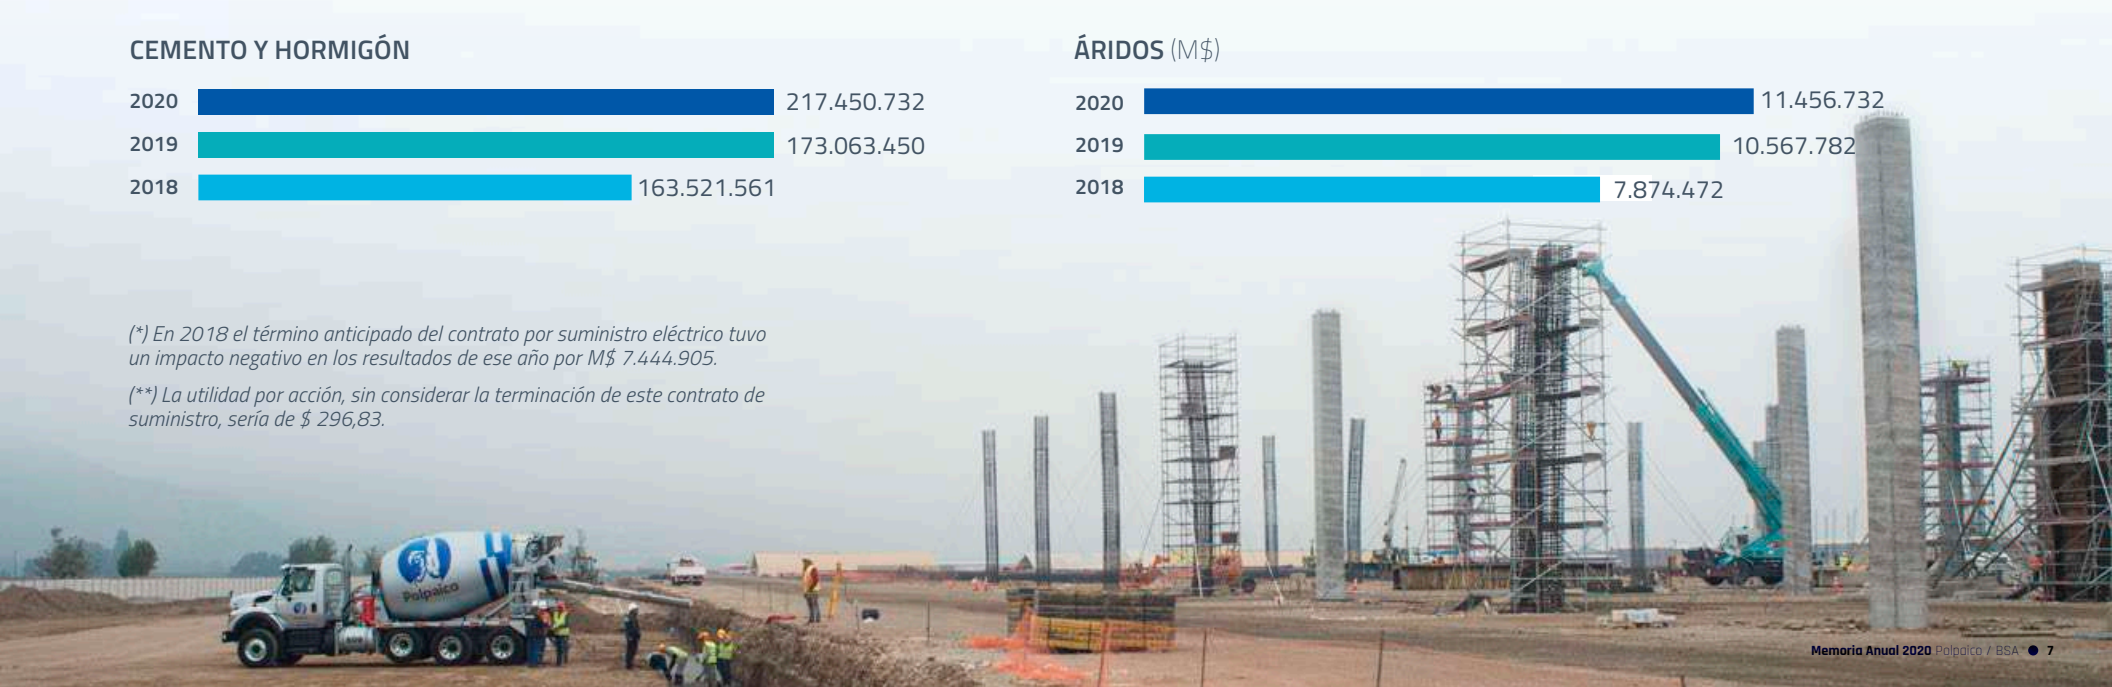 CEMENTO Y HORMIGÓN
2020 217.450.732
2019 173.063.450
2018 163.521.561
ÁRIDOS (M$)
2020 11.456.732
2019 10.567.782
2018 7.874.472
(*) En 2018 el término anticipado del contrato por suministro eléctrico tuvo
un impacto negativo en los resultados de ese año por M$ 7.444.905.
(**) La utilidad por acción, sin considerar la terminación de este contrato de
suministro, sería de $ 296,83.
Polpaico
Memoria Anual 2020 Polpaico / BSA ● 7